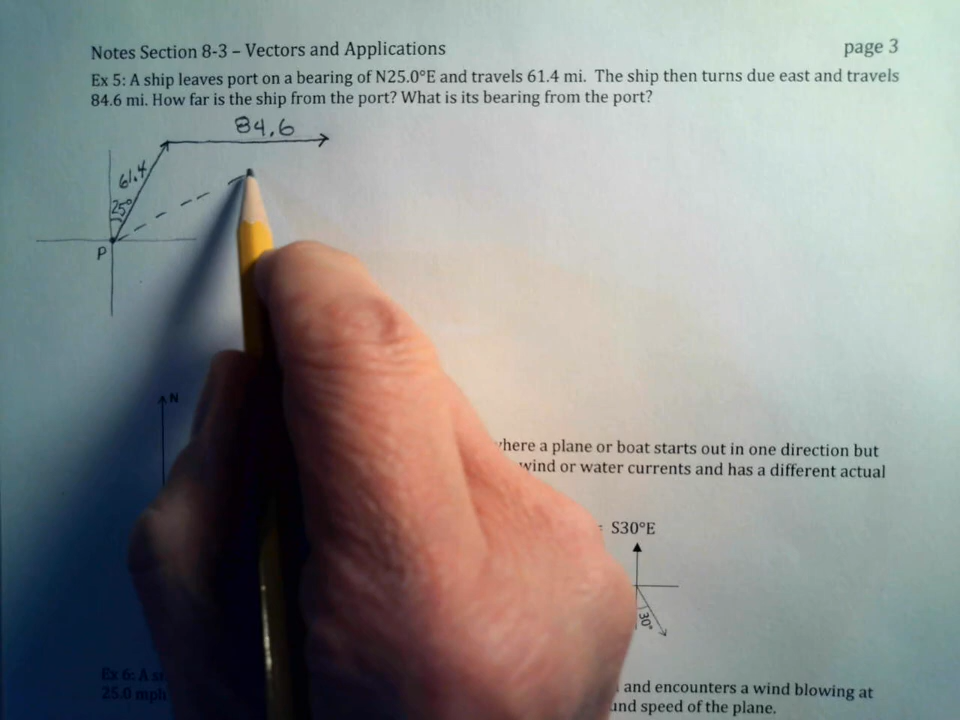 Notes Section 8-3 – Vectors and Applications page 3
Ex 5: A ship leaves port on a bearing of N25.0°E and travels 61.4 mi. The ship then turns due east and travels
84.6 mi. How far is the ship from the port? What is its bearing from the port?
84.6
61.4
25°
P
N
where a plane or boat starts out in one direction but
wind or water currents and has a different actual
= S30°E
30°
Ex 6: A
25.0 mph and encounters a wind blowing at
speed of the plane.